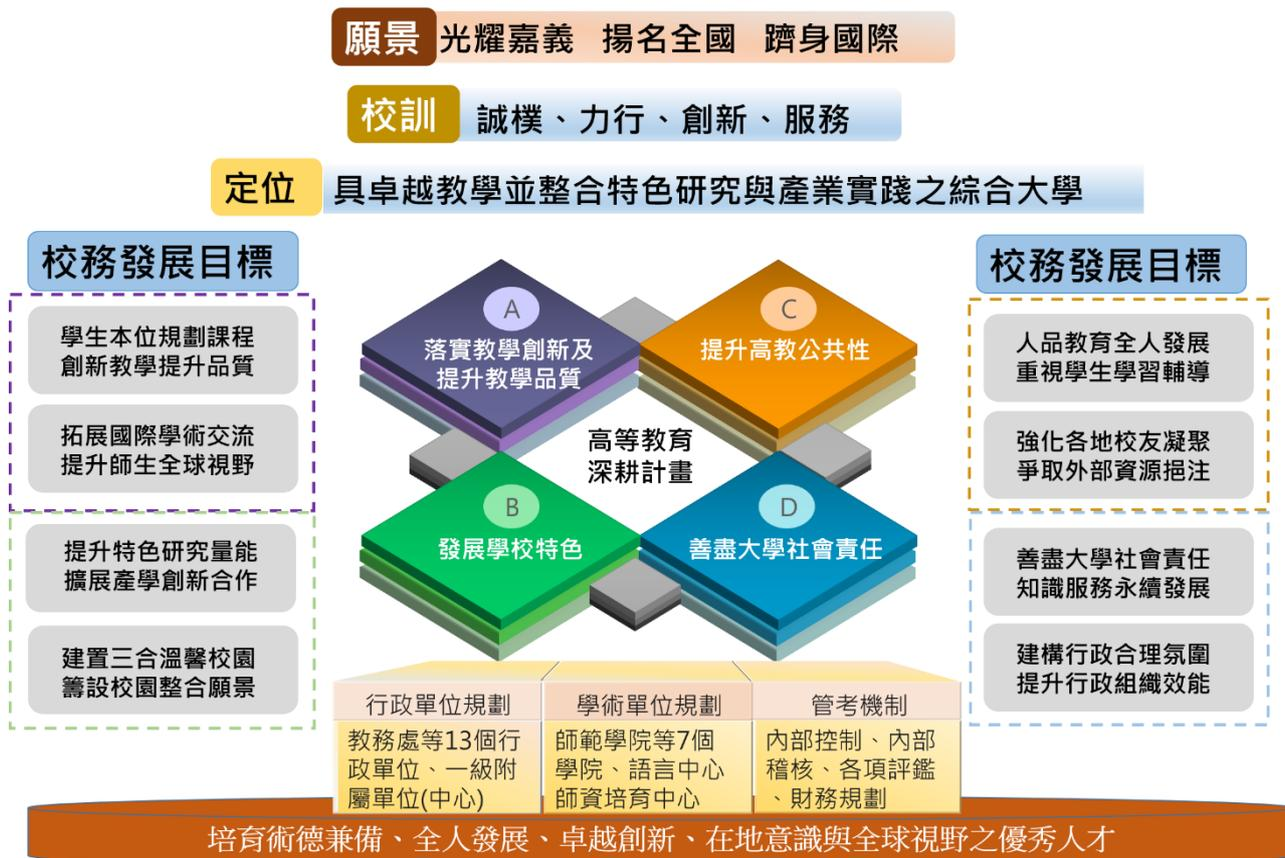 願景 光耀嘉義 揚名全國 躋身國際
校訓 誠樸、力行、創新、服務
定位 具卓越教學並整合特色研究與產業實踐之綜合大學
校務發展目標
學生本位規劃課程
創新教學提升品質
拓展國際學術交流
提升師生全球視野
提升特色研究量能
擴展產學創新合作
建置三合溫馨校園
籌設校園整合願景
A
落實教學創新及
提升教學品質
C
提升高教公共性
高等教育
深耕計畫
B
發展學校特色
D
善盡大學社會責任
校務發展目標
人品教育全人發展
重視學生學習輔導
強化各地校友凝聚
爭取外部資源挹注
善盡大學社會責任
知識服務永續發展
建構行政合理氛圍
提升行政組織效能
行政單位規劃
教務處等13個行
政單位、一級附
屬單位(中心)
學術單位規劃
師範學院等7個
學院、語言中心
師資培育中心
管考機制
內部控制、內部
稽核、各項評鑑
、財務規劃
培育術德兼備、全人發展、卓越創新、在地意識與全球視野之優秀人才